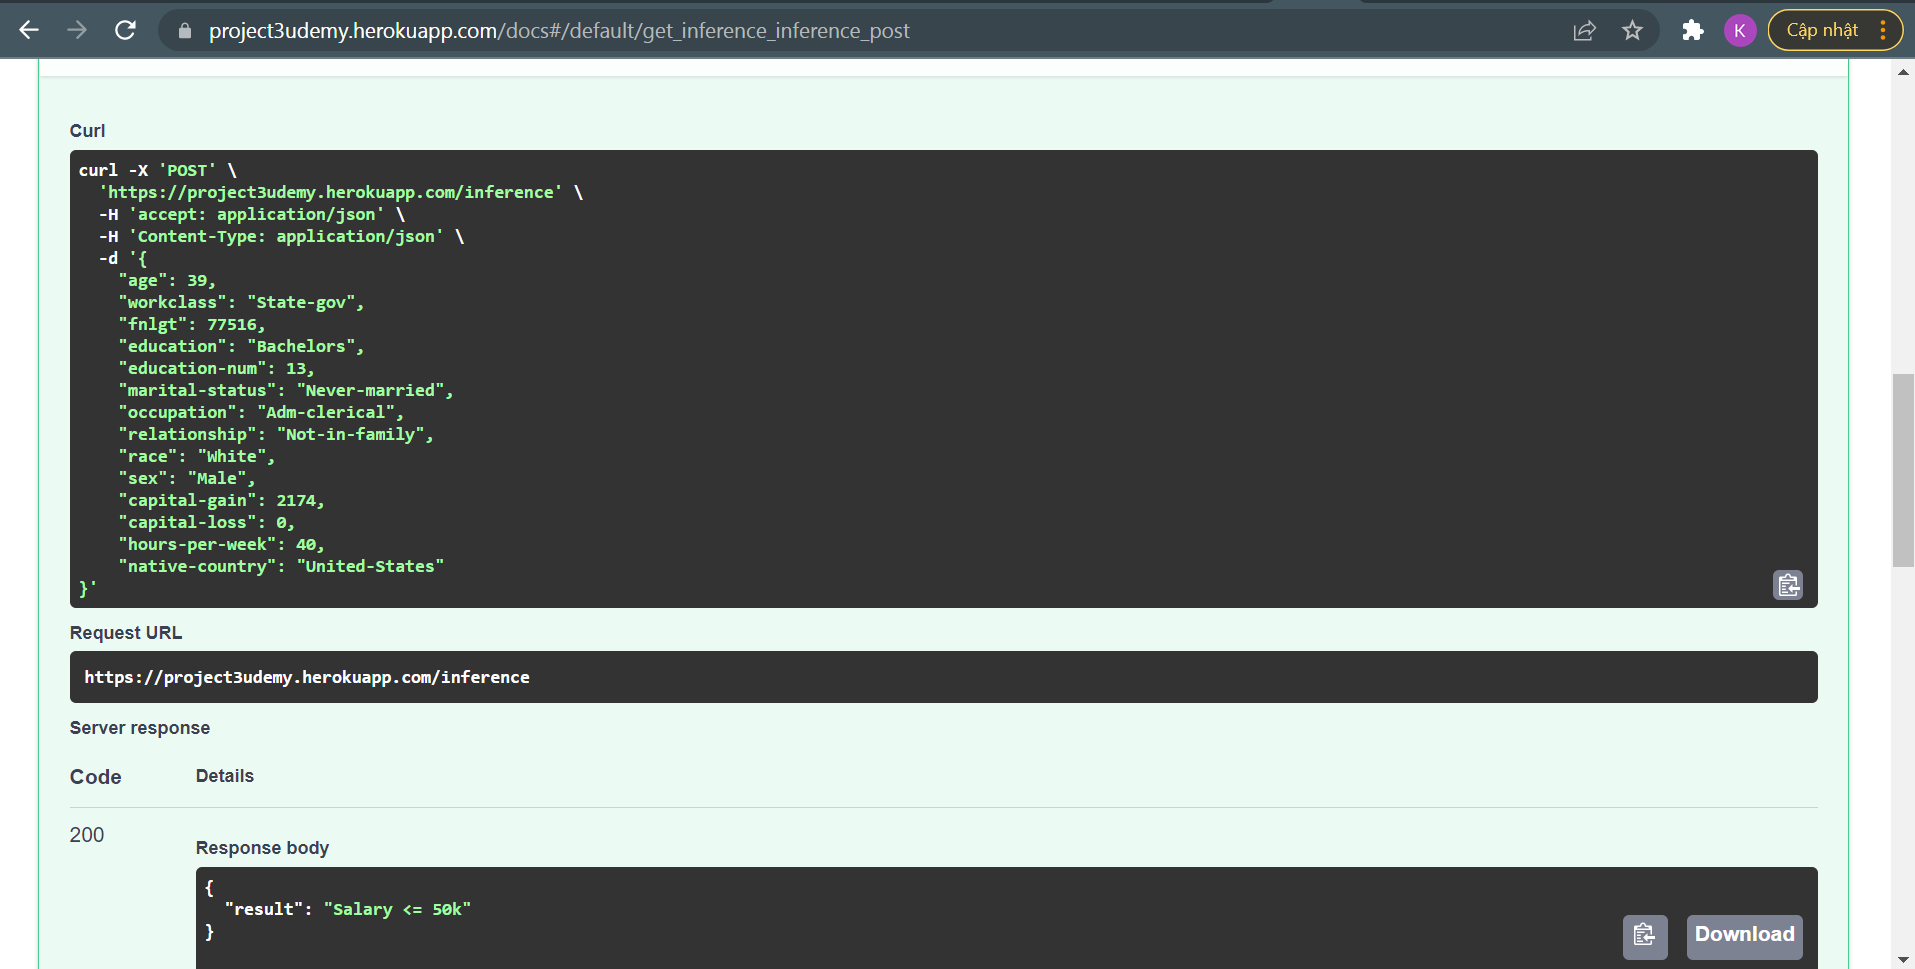 project3udemy.herokuapp.com/docs#/default/get_inference_inference_post
K
Cập nhật
Curl
curl -X 'POST' \
  'https://project3udemy.herokuapp.com/inference' \
  -H 'accept: application/json' \
  -H 'Content-Type: application/json' \
  -d '{
    "age": 39,
    "workclass": "State-gov",
    "fnlgt": 77516,
    "education": "Bachelors",
    "education-num": 13,
    "marital-status": "Never-married",
    "occupation": "Adm-clerical",
    "relationship": "Not-in-family",
    "race": "White",
    "sex": "Male",
    "capital-gain": 2174,
    "capital-loss": 0,
    "hours-per-week": 40,
    "native-country": "United-States"
}'
Request URL
https://project3udemy.herokuapp.com/inference
Server response
Code Details
200
Response body
{
  "result": "Salary <= 50k"
}
Download